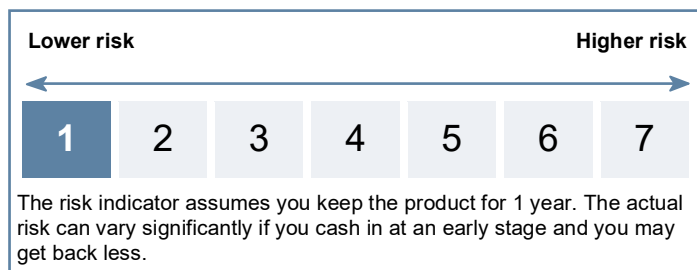 Lower risk Higher risk
1 2 3 4 5 6 7
The risk indicator assumes you keep the product for 1 year. The actual
risk can vary significantly if you cash in at an early stage and you may
get back less.